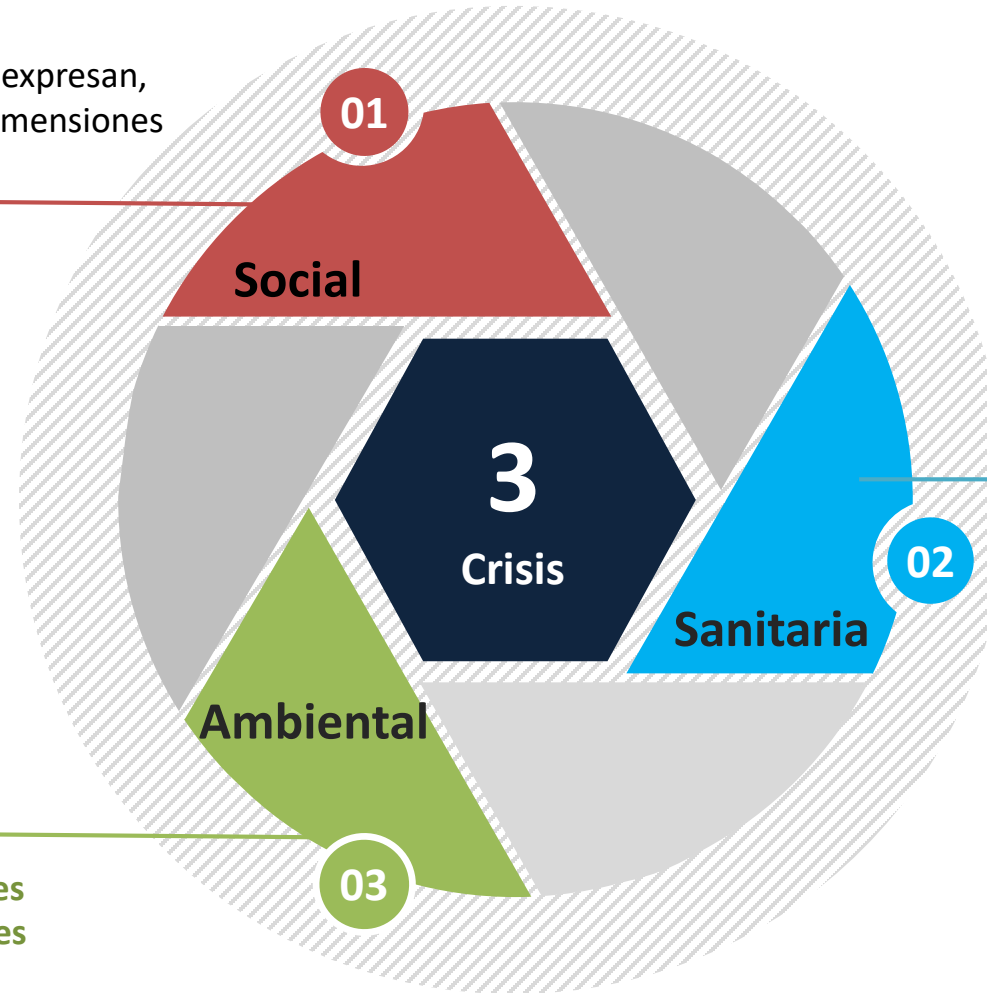 expresan,
mensiones
01
Social
3
Crisis
02
Sanitaria
Ambiental
03
es
es